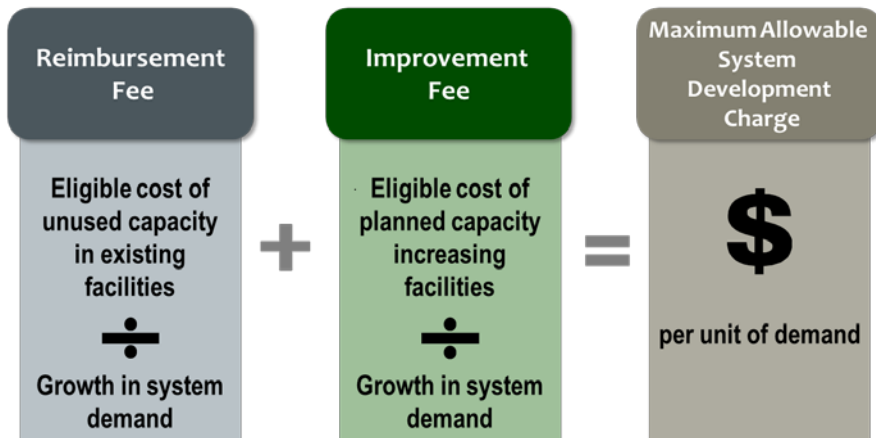 Reimbursement
Fee
Eligible cost of
unused capacity
in existing
facilities
÷
Growth in system
demand
+
Improvement
Fee
Eligible cost of
planned capacity
increasing
facilities
÷
Growth in system
demand
=
Maximum Allowable
System
Development
Charge
$
per unit of demand